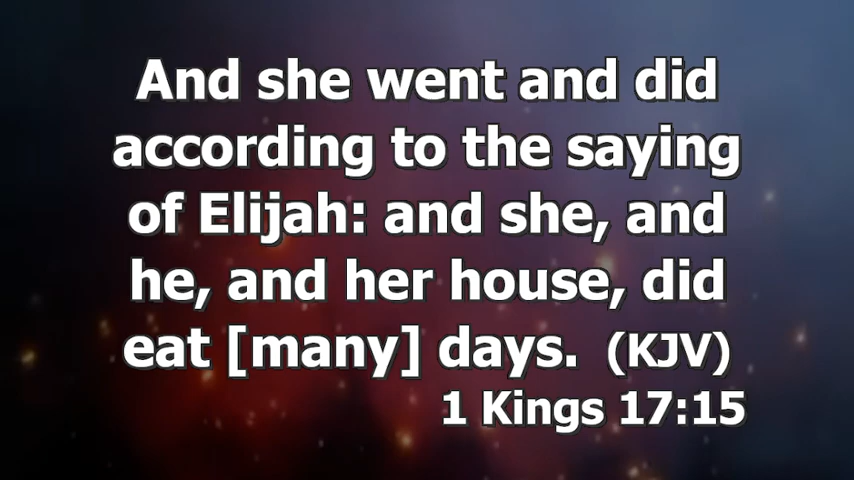 And she went and did
according to the saying
of Elijah: and she, and
he, and her house, did
eat [many] days. (KJV)
1 Kings 17:15